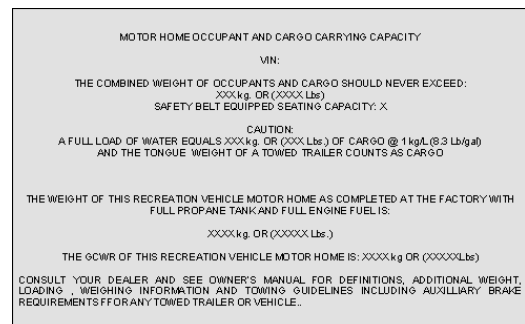 MOTOR HOME OCCUPANT AND CARGO CARRYING CAPACITY
VIN:
THE COMBINED WEIGHT OF OCCUPANTS AND CARGO SHOULD NEVER EXCEED:
XXX kg. OR (XXXX Lbs)
SAFETY BELT EQUIPPED SEATING CAPACITY: X
CAUTION:
A FULL LOAD OF WATER EQUALS XXX kg. OR (XXX Lbs.) OF CARGO @ 1 kg/L (8.3 Lb/gal)
AND THE TONGUE WEIGHT OF A TOWED TRAILER COUNTS AS CARGO
THE WEIGHT OF THIS RECREATION VEHICLE MOTOR HOME AS COMPLETED AT THE FACTORY WITH
FULL PROPANE TANK AND FULL ENGINE FUEL IS:
XXXX kg. OR (XXXXX Lbs.)
THE GCWR OF THIS RECREATION VEHICLE MOTOR HOME IS: XXXX kg OR (XXXXXLbs)
CONSULT YOUR DEALER AND SEE OWNER'S MANUAL FOR DEFINITIONS, ADDITIONAL WEIGHT,
LOADING , WEIGHING INFORMATION AND TOWING GUIDELINES INCLUDING AUXILLIARY BRAKE
REQUIREMENTS FFOR ANY TOWED TRAILER OR VEHICLE..